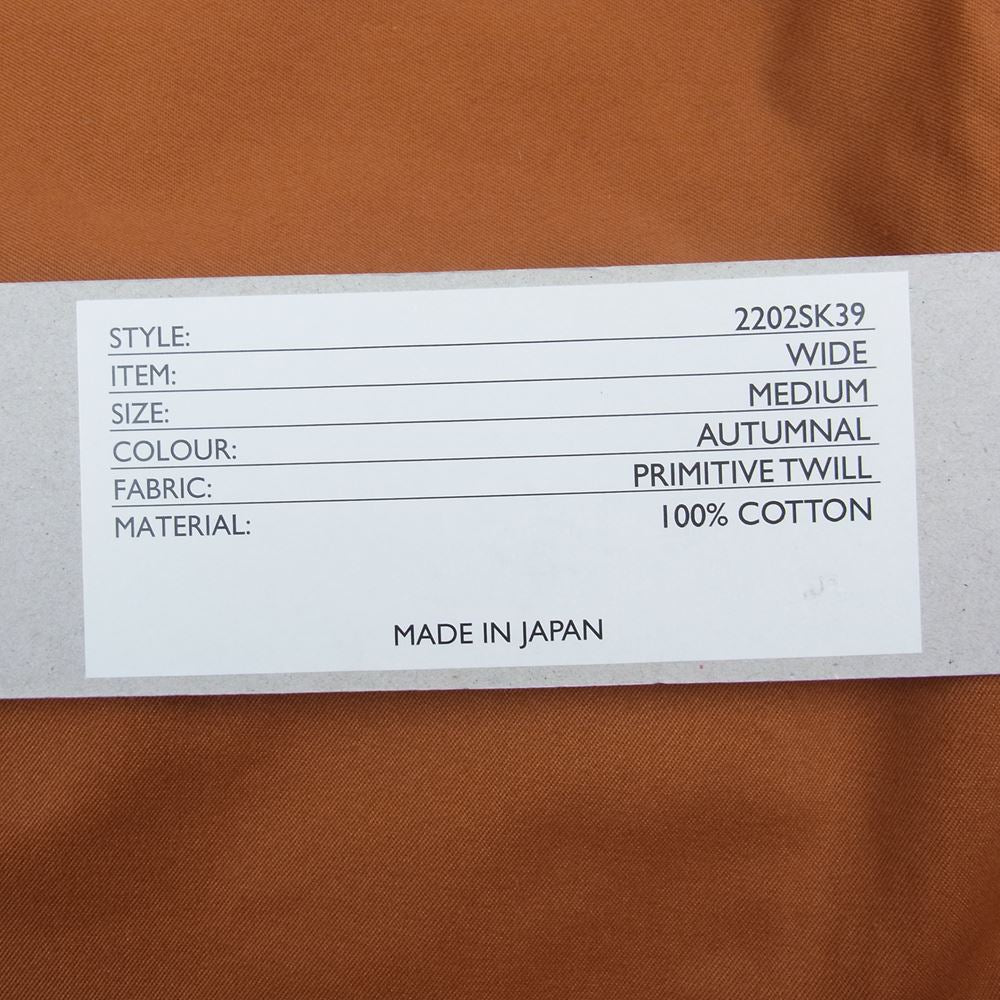 STYLE: 2202SK39
ITEM: WIDE
SIZE: MEDIUM
COLOUR: AUTUMNAL
FABRIC: PRIMITIVE TWILL
MATERIAL: 100% COTTON
MADE IN JAPAN